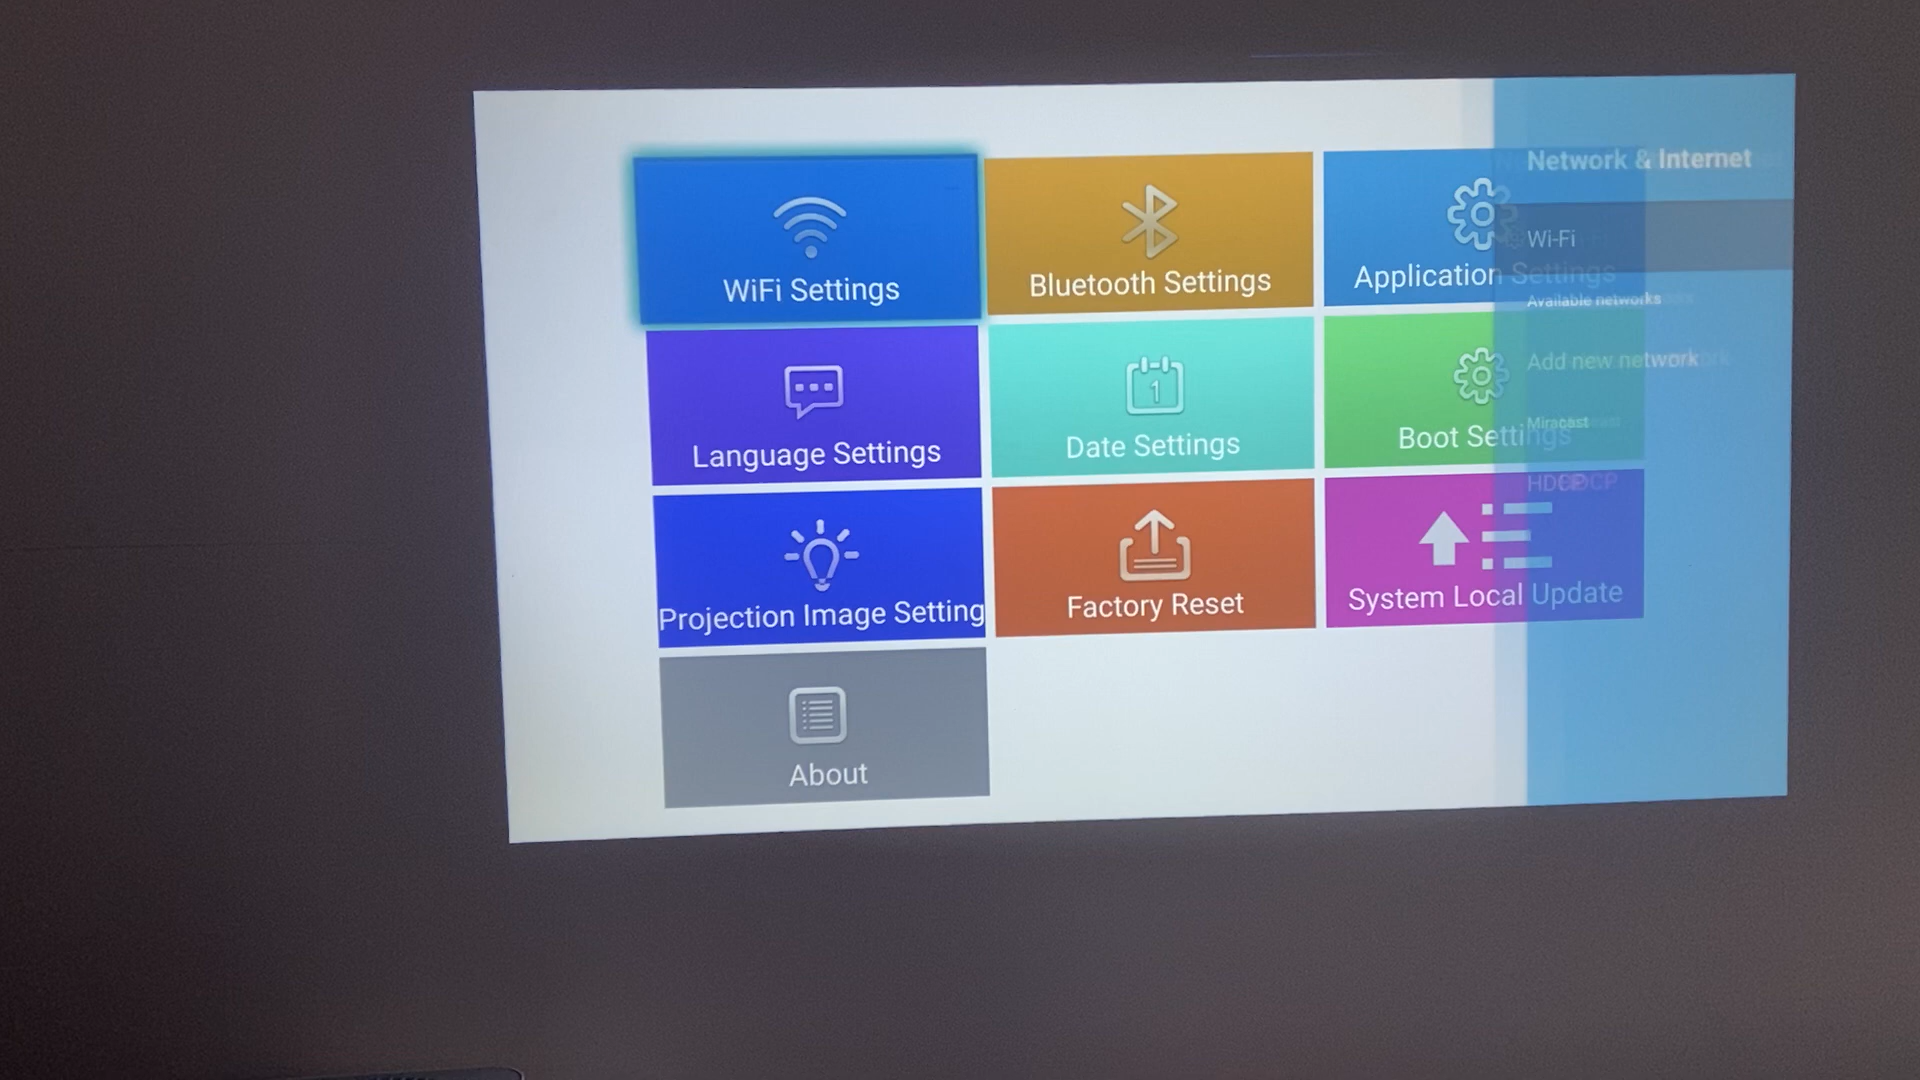 WiFi Settings
Bluetooth Settings
Application Settings
Language Settings
Date Settings
1
Boot Settings
Projection Image Setting
Factory Reset
System Local Update
About
Network & Internet
Wi-Fi
Available networks
Add new network
Miracast
HDCP